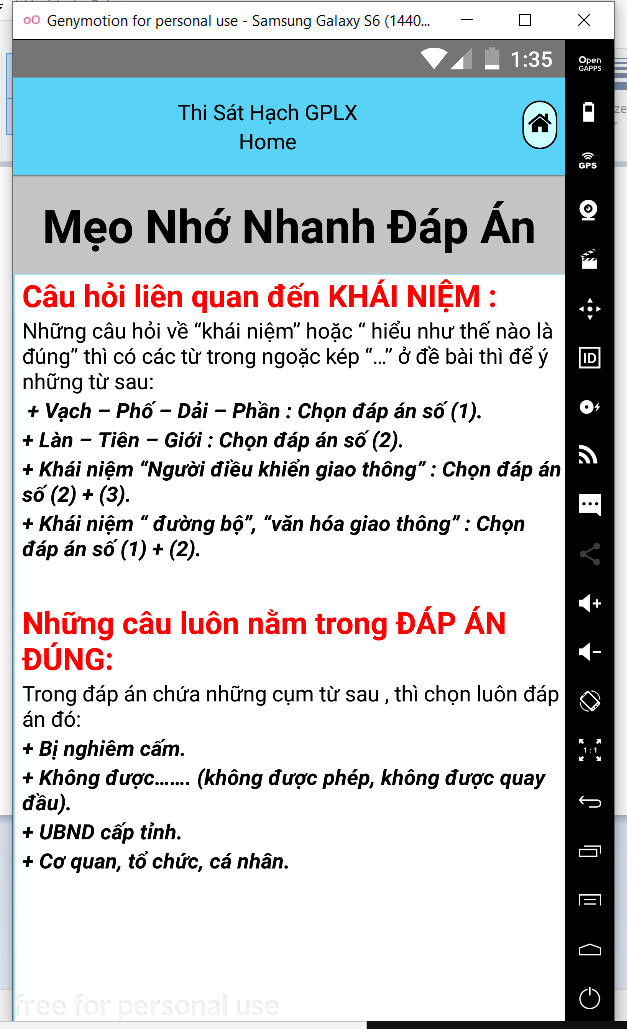 Genymotion for personal use - Samsung Galaxy S6 (1440...
1:35
Open
GAPPS
Thi Sát Hạch GPLX
Home
GPS
Mẹo Nhớ Nhanh Đáp Án
Câu hỏi liên quan đến KHÁI NIỆM :
Những câu hỏi về “khái niệm” hoặc “ hiểu như thế nào là
đúng” thì có các từ trong ngoặc kép “...” ở đề bài thì để ý
những từ sau:
+ Vạch – Phố – Dải – Phần : Chọn đáp án số (1).
+ Làn – Tiên – Giới : Chọn đáp án số (2).
+ Khái niệm “Người điều khiển giao thông” : Chọn đáp án
số (2) + (3).
+ Khái niệm “ đường bộ”, “văn hóa giao thông” : Chọn
đáp án số (1) + (2).
Những câu luôn nằm trong ĐÁP ÁN
ĐÚNG:
Trong đáp án chứa những cụm từ sau , thì chọn luôn đáp
án đó:
+ Bị nghiêm cấm.
+ Không được....... (không được phép, không được quay
đầu).
+ UBND cấp tỉnh.
+ Cơ quan, tổ chức, cá nhân.
ID
1:1
free for personal use